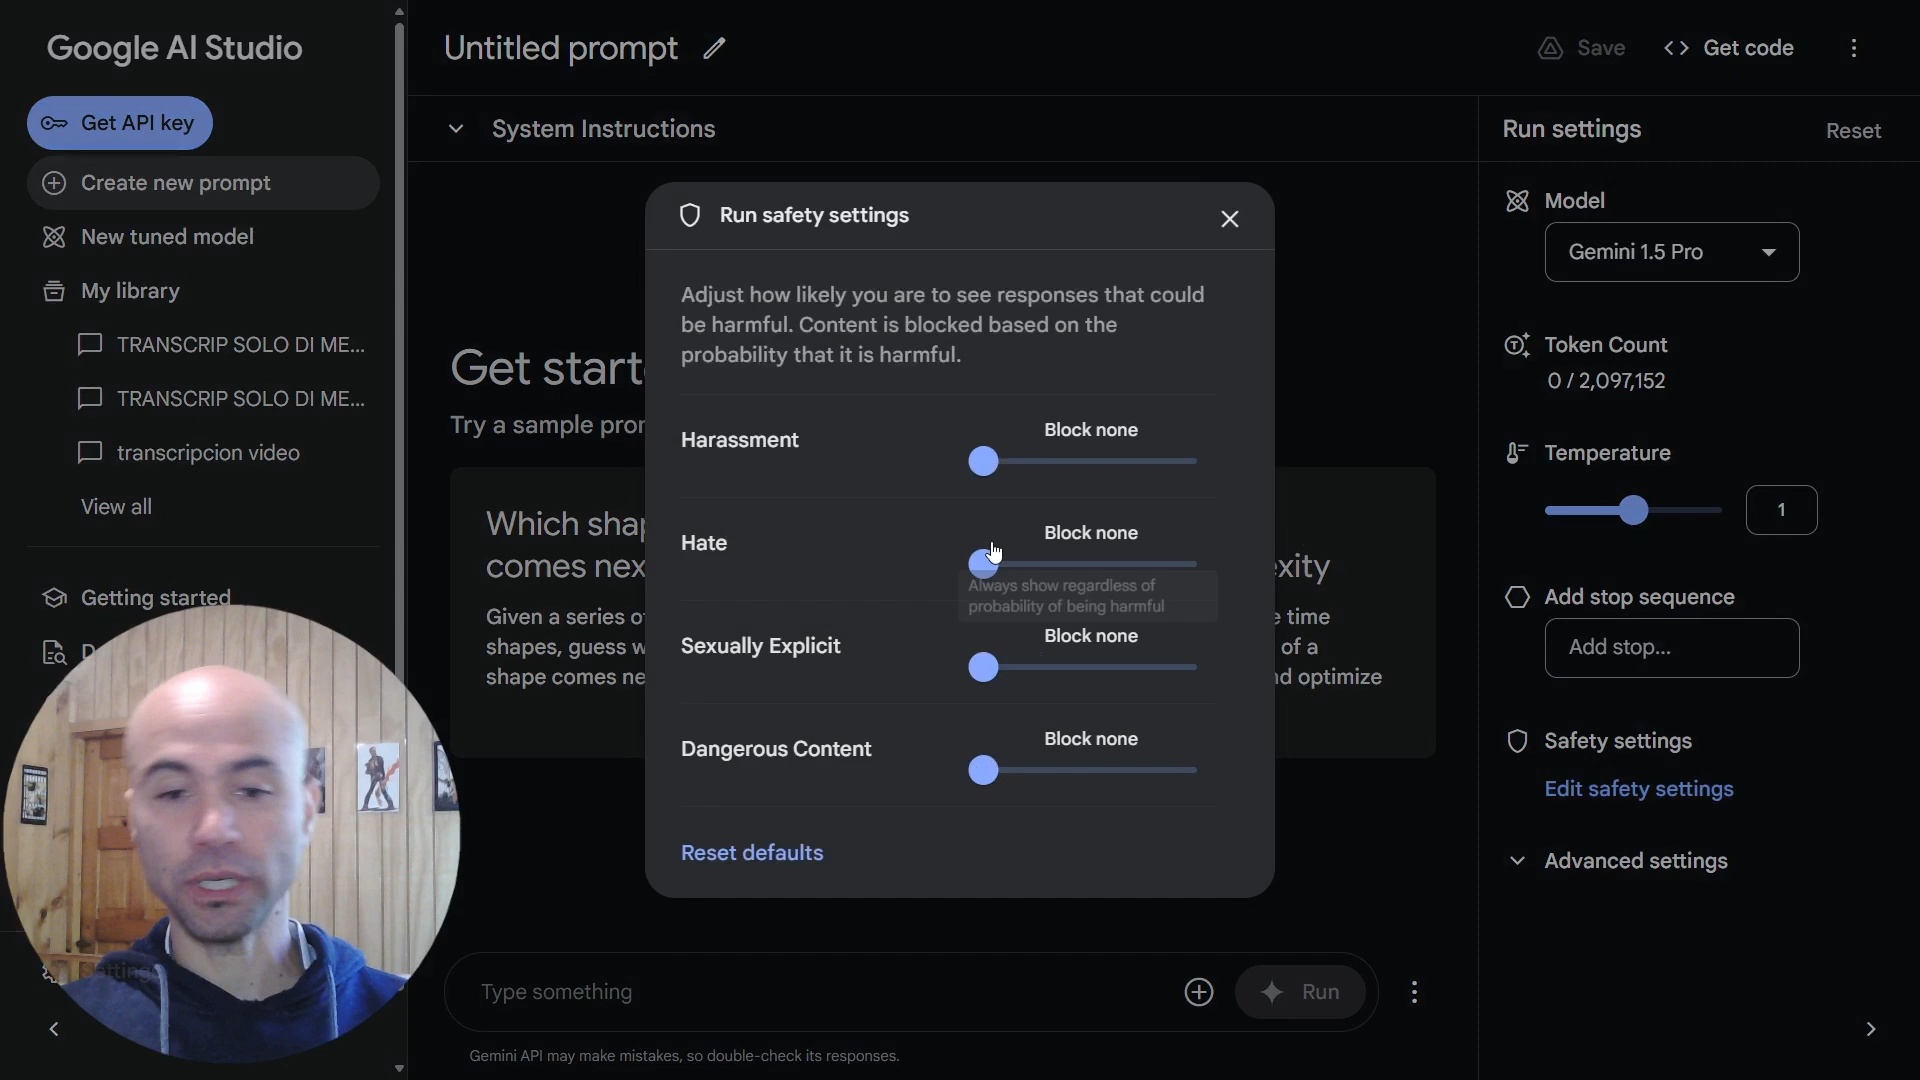 Google AI Studio
Get API key
Create new prompt
New tuned model
My library
TRANSCRIP SOLO DI ME...
TRANSCRIP SOLO DI ME...
transcripcion video
View all
Getting started
Untitled prompt
Save
<> Get code
System Instructions
Get start
Try a sample pro
Which sha
comes nex
Given a series o
shapes, guess w
shape comes ne
xity
time
of a
d optimize
Run safety settings
Adjust how likely you are to see responses that could
be harmful. Content is blocked based on the
probability that it is harmful.
Harassment
Block none
Hate
Block none
Always show regardless of
probability of being harmful
Sexually Explicit
Block none
Dangerous Content
Block none
Reset defaults
Type something
Run
Gemini API may make mistakes, so double-check its responses.
Run settings
Reset
Model
Gemini 1.5 Pro
Token Count
0 / 2,097,152
Temperature
1
Add stop sequence
Add stop...
Safety settings
Edit safety settings
Advanced settings